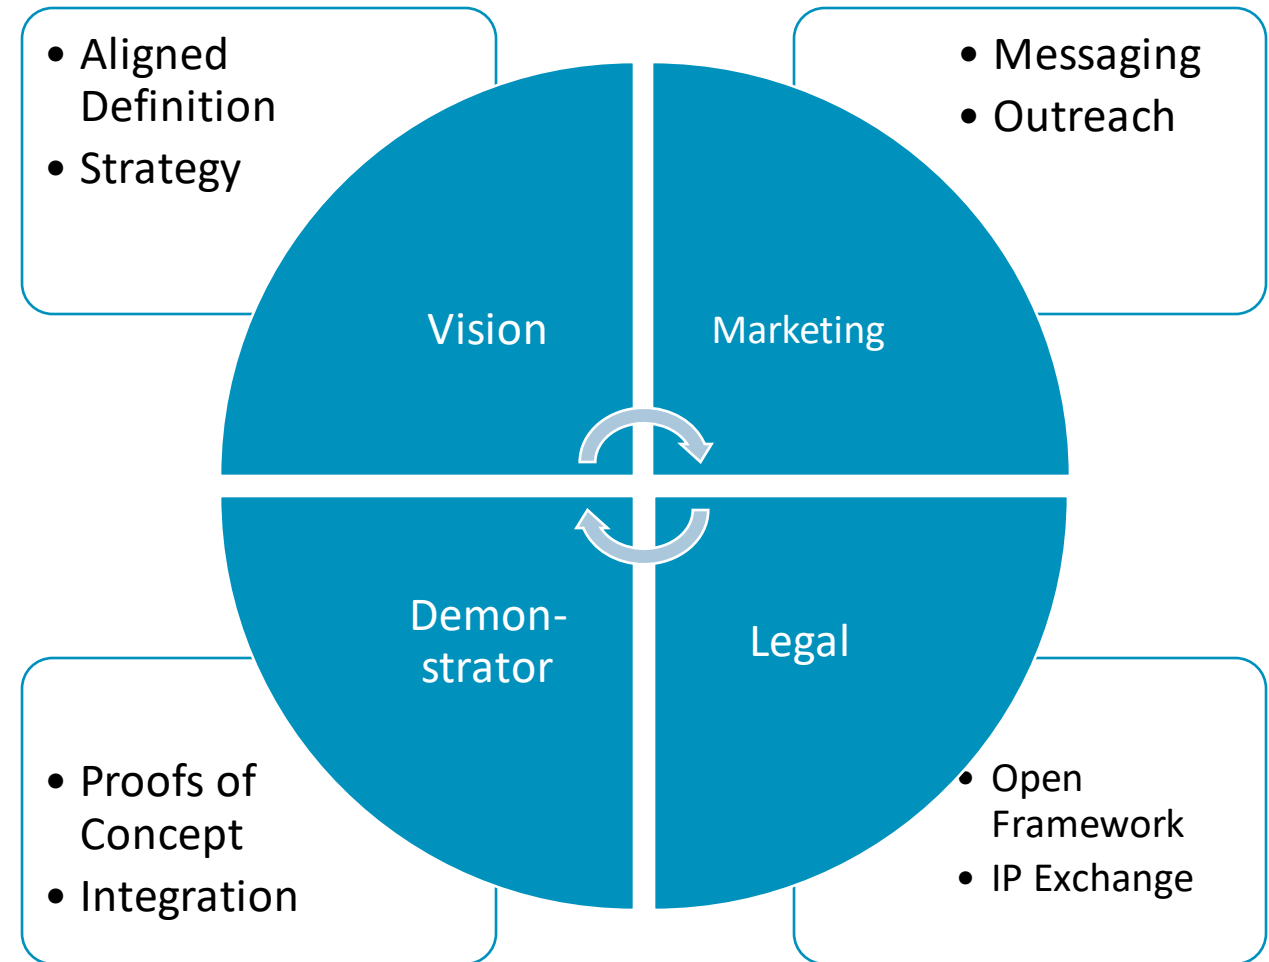 • Aligned
Definition
• Strategy
• Messaging
• Outreach
Vision
Marketing
Demon-
strator
Legal
• Proofs of
Concept
• Integration
• Open
Framework
• IP Exchange